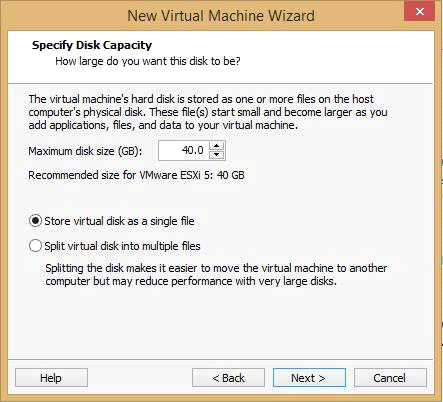 New Virtual Machine Wizard
Specify Disk Capacity
How large do you want this disk to be?
The virtual machine's hard disk is stored as one or more files on the host
computer's physical disk. These file(s) start small and become larger as you
add applications, files, and data to your virtual machine.
Maximum disk size (GB): 40.0
Recommended size for VMware ESXi 5: 40 GB
Store virtual disk as a single file
Split virtual disk into multiple files
Splitting the disk makes it easier to move the virtual machine to another
computer but may reduce performance with very large disks.
Help < Back Next > Cancel